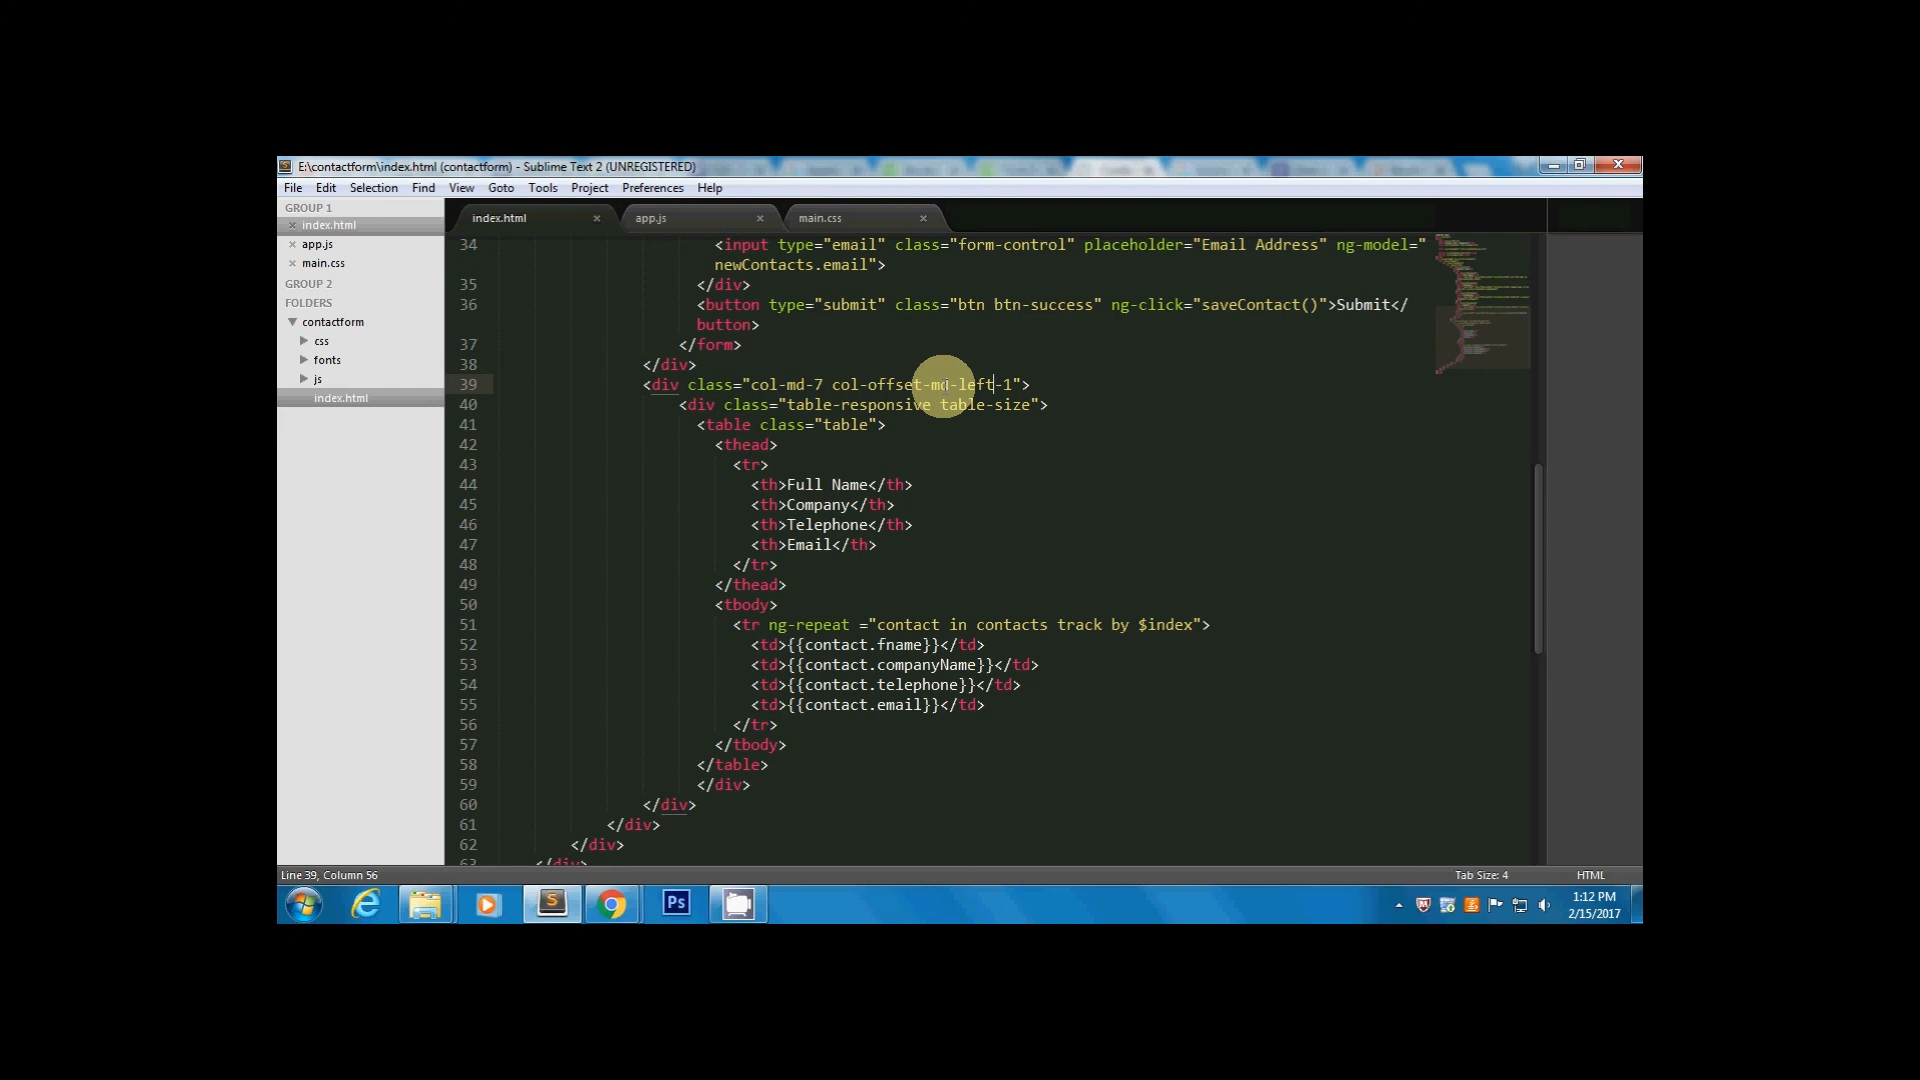 E:\contactform\index.html (contactform) - Sublime Text 2 (UNREGISTERED)
File Edit Selection Find View Goto Tools Project Preferences Help
GROUP 1
index.html
app.js
main.css
GROUP 2
FOLDERS
contactform
css
fonts
js
index.html
index.html app.js main.css
34 <input type="email" class="form-control" placeholder="Email Address" ng-model="
newContacts.email">
35 </div>
36 <button type="submit" class="btn btn-success" ng-click="saveContact()">Submit</
button>
37 </form>
38 </div>
39 <div class="col-md-7 col-offset-md-left-1">
40 <div class="table-responsive table-size">
41 <table class="table">
42 <thead>
43 <tr>
44 <th>Full Name</th>
45 <th>Company</th>
46 <th>Telephone</th>
47 <th>Email</th>
48 </tr>
49 </thead>
50 <tbody>
51 <tr ng-repeat ="contact in contacts track by $index">
52 <td>{{contact.fname}}</td>
53 <td>{{contact.companyName}}</td>
54 <td>{{contact.telephone}}</td>
55 <td>{{contact.email}}</td>
56 </tr>
57 </tbody>
58 </table>
59 </div>
60 </div>
61 </div>
62 </div>
63 </div>
Line 39, Column 56 Tab Size: 4 HTML
Ps
1:12 PM
2/15/2017